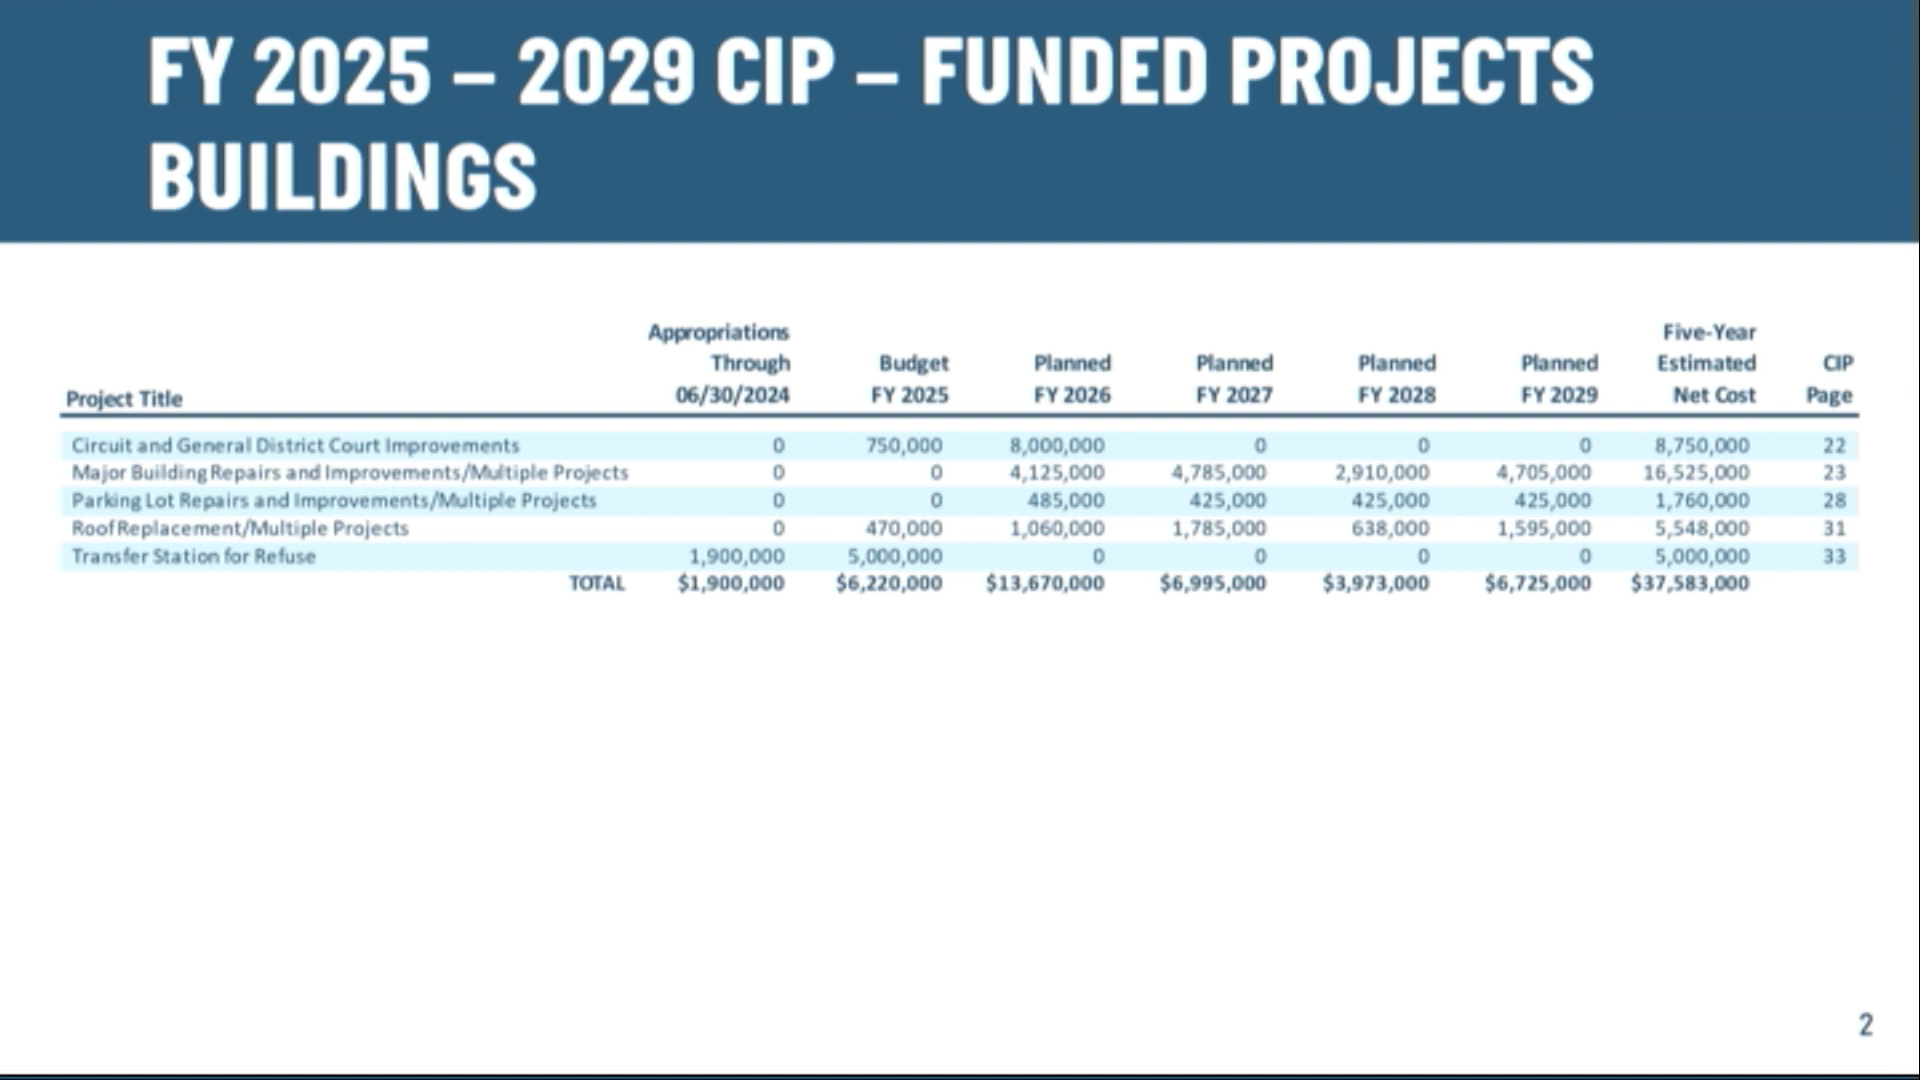 FY 2025 – 2029 CIP – FUNDED PROJECTS
BUILDINGS
Appropriations Five-Year
Through Budget Planned Planned Planned Planned Estimated CIP
Project Title 06/30/2024 FY 2025 FY 2026 FY 2027 FY 2028 FY 2029 Net Cost Page
Circuit and General District Court Improvements 0 750,000 8,000,000 0 0 0 8,750,000 22
Major Building Repairs and Improvements/Multiple Projects 0 0 4,125,000 4,785,000 2,910,000 4,705,000 16,525,000 23
Parking Lot Repairs and Improvements/Multiple Projects 0 0 485,000 425,000 425,000 425,000 1,760,000 28
Roof Replacement/Multiple Projects 0 470,000 1,060,000 1,785,000 638,000 1,595,000 5,548,000 31
Transfer Station for Refuse 1,900,000 5,000,000 0 0 0 0 5,000,000 33
TOTAL $1,900,000 $6,220,000 $13,670,000 $6,995,000 $3,973,000 $6,725,000 $37,583,000
2